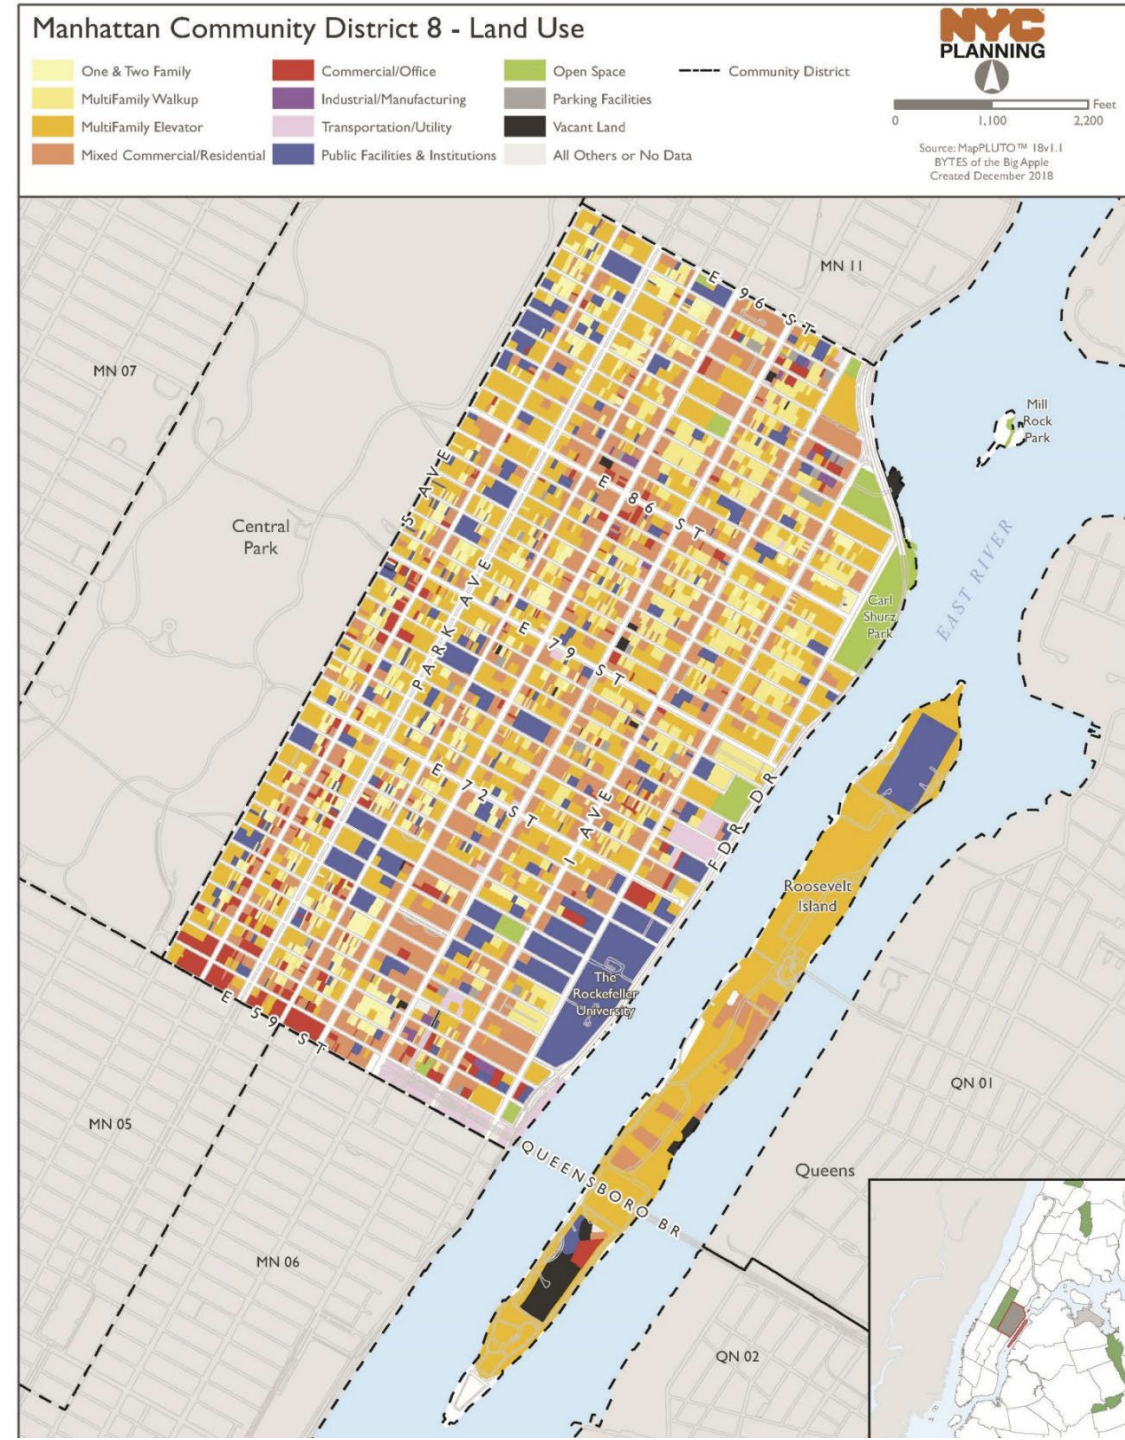 Manhattan Community District 8 - Land Use
One & Two Family
MultiFamily Walkup
MultiFamily Elevator
Mixed Commercial/Residential
Commercial/Office
Industrial/Manufacturing
Transportation/Utility
Public Facilities & Institutions
Open Space
Parking Facilities
Vacant Land
All Others or No Data
Community District
NYC
PLANNING
Feet
0 1,100 2,200
Source: MapPLUTO™ 18v1.1
BYTES of the Big Apple
Created December 2018
MN 11
E 96 ST
MN 07
Mill
Rock
Park
5 AVE
E 86 ST
Central
Park
PARK AVE
EAST RIVER
Carl
Shurz
Park
E 79 ST
E 72 ST
1 AVE
FDR DR
Roosevelt
Island
The
Rockefeller
University
E 59 ST
QN 01
MN 05
QUEENSBORO BR
Queens
MN 06
QN 02